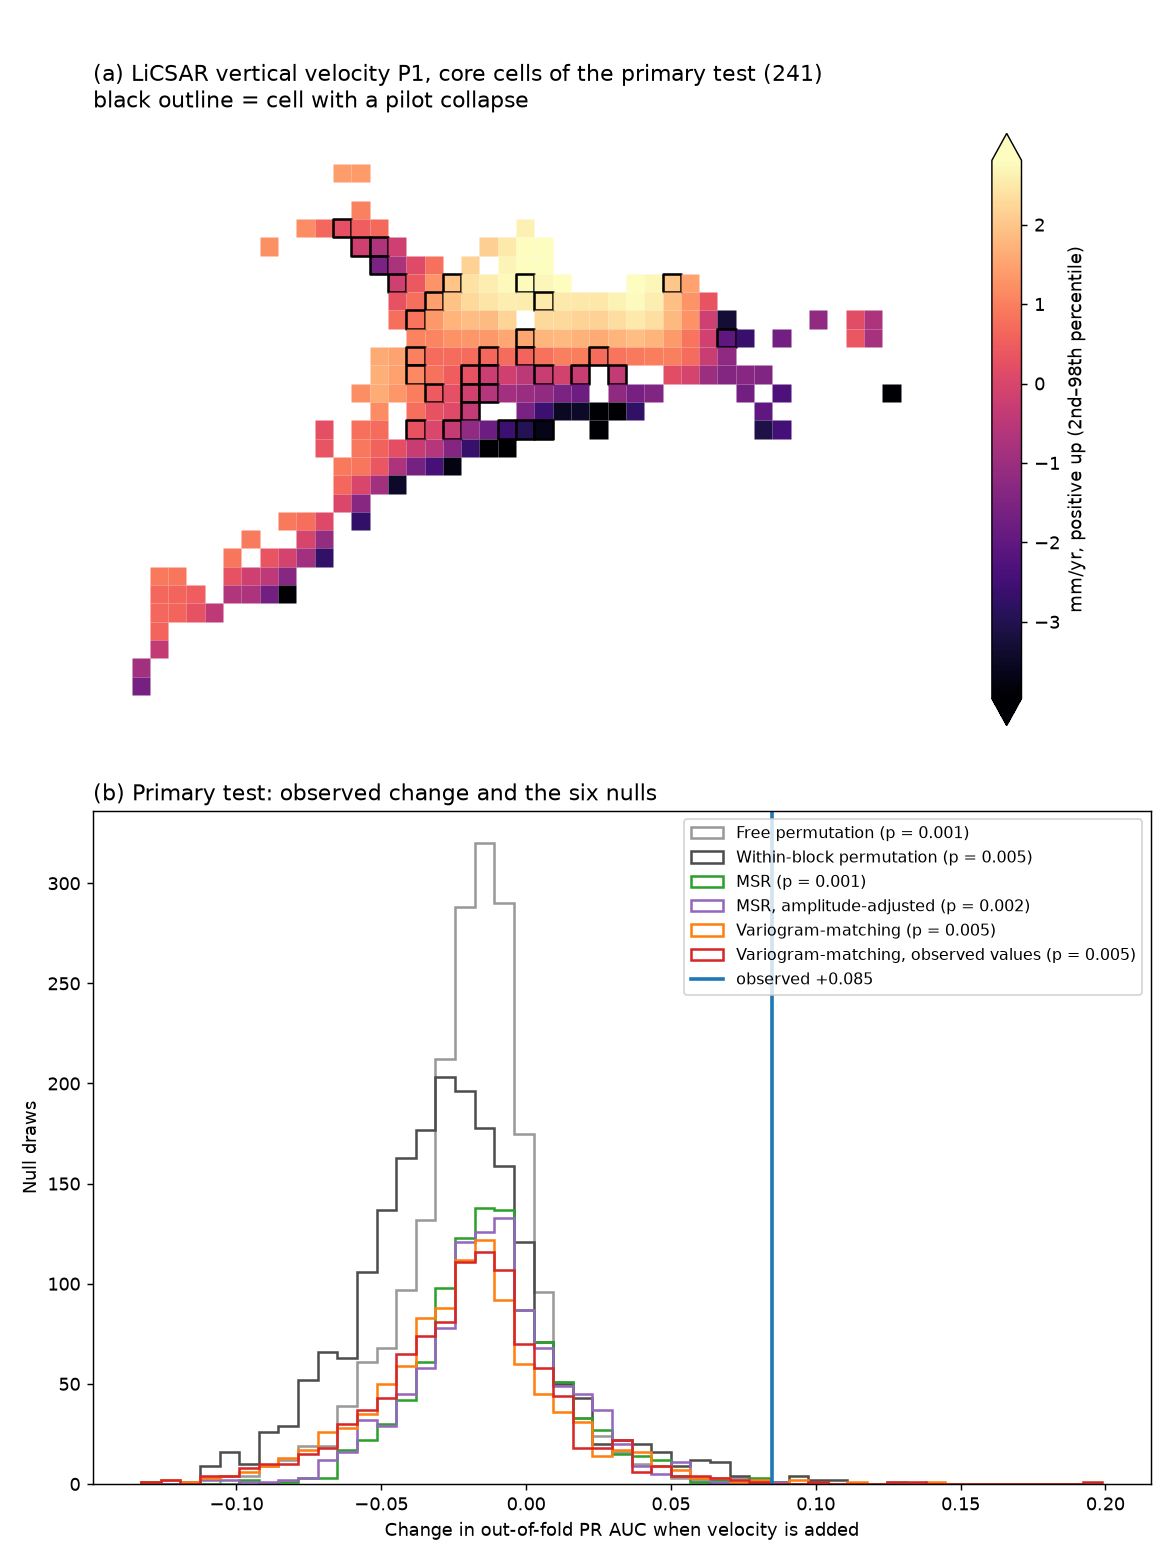 (a) LiCSAR vertical velocity P1, core cells of the primary test (241)
black outline = cell with a pilot collapse
2
1
0
−1
−2
−3
mm/yr, positive up (2nd–98th percentile)
(b) Primary test: observed change and the six nulls
Free permutation (p = 0.001)
Within-block permutation (p = 0.005)
MSR (p = 0.001)
MSR, amplitude-adjusted (p = 0.002)
Variogram-matching (p = 0.005)
Variogram-matching, observed values (p = 0.005)
observed +0.085
300
250
200
150
100
50
0
Null draws
−0.10
−0.05
0.00
0.05
0.10
0.15
0.20
Change in out-of-fold PR AUC when velocity is added